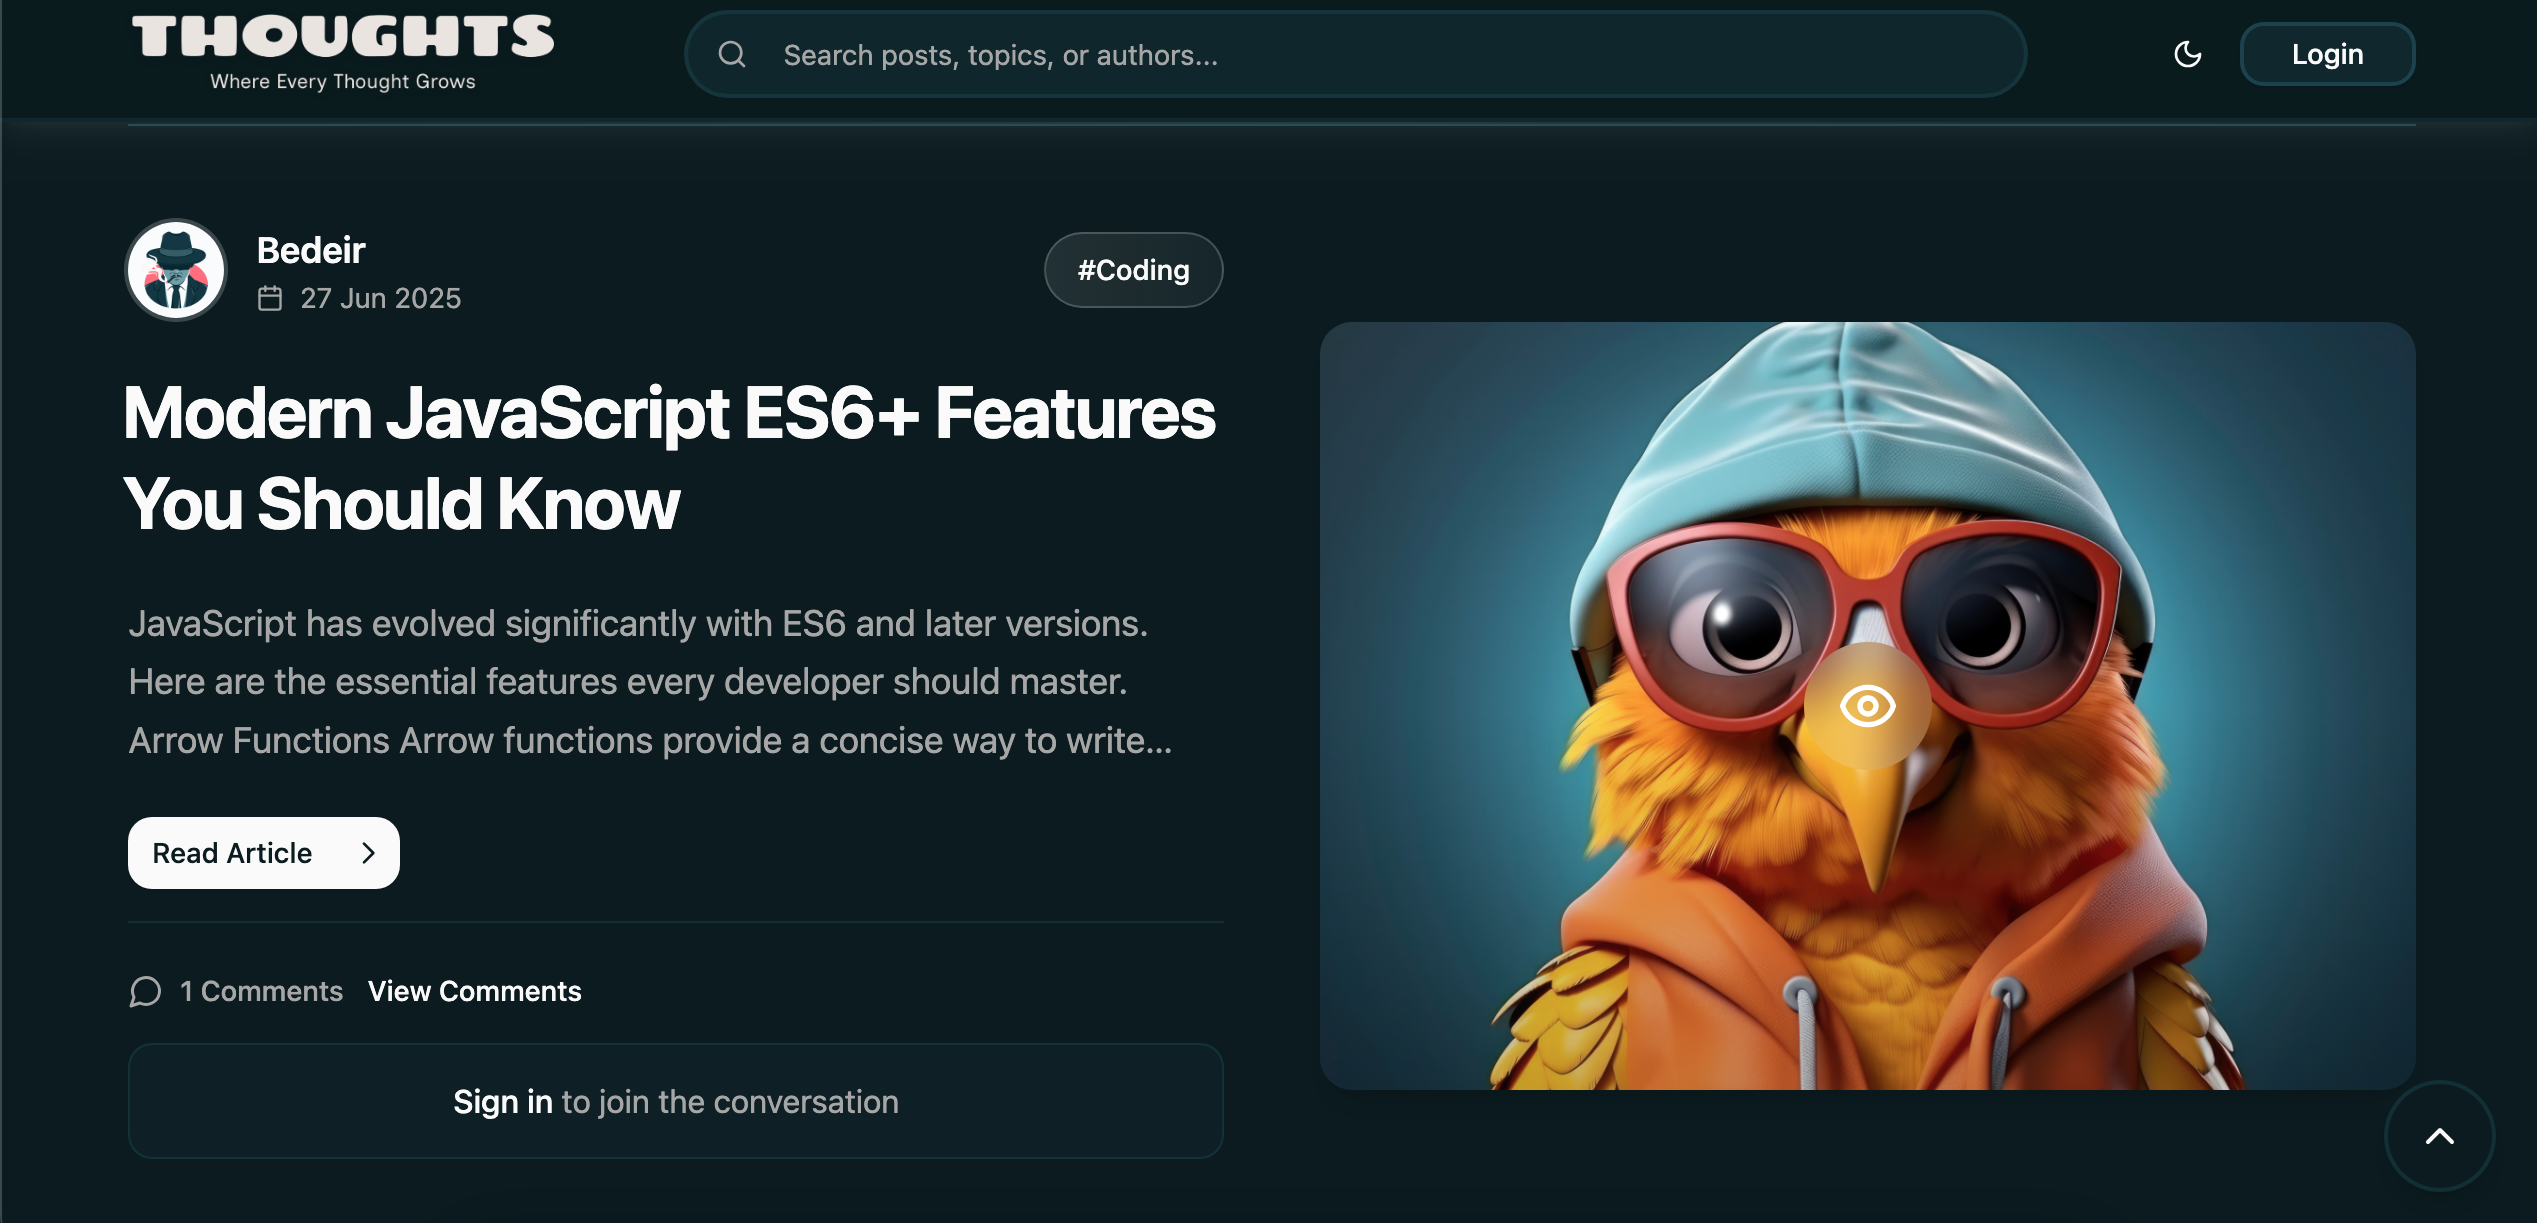 THOUGHTS
Where Every Thought Grows
Search posts, topics, or authors...
Login
Bedeir
27 Jun 2025
#Coding
Modern JavaScript ES6+ Features
You Should Know
JavaScript has evolved significantly with ES6 and later versions.
Here are the essential features every developer should master.
Arrow Functions Arrow functions provide a concise way to write...
Read Article
1 Comments View Comments
Sign in to join the conversation